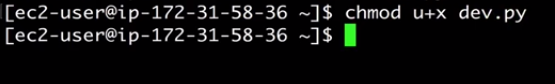 [ec2-user@ip-172-31-58-36 ~]$ chmod u+x dev.py
[ec2-user@ip-172-31-58-36 ~]$